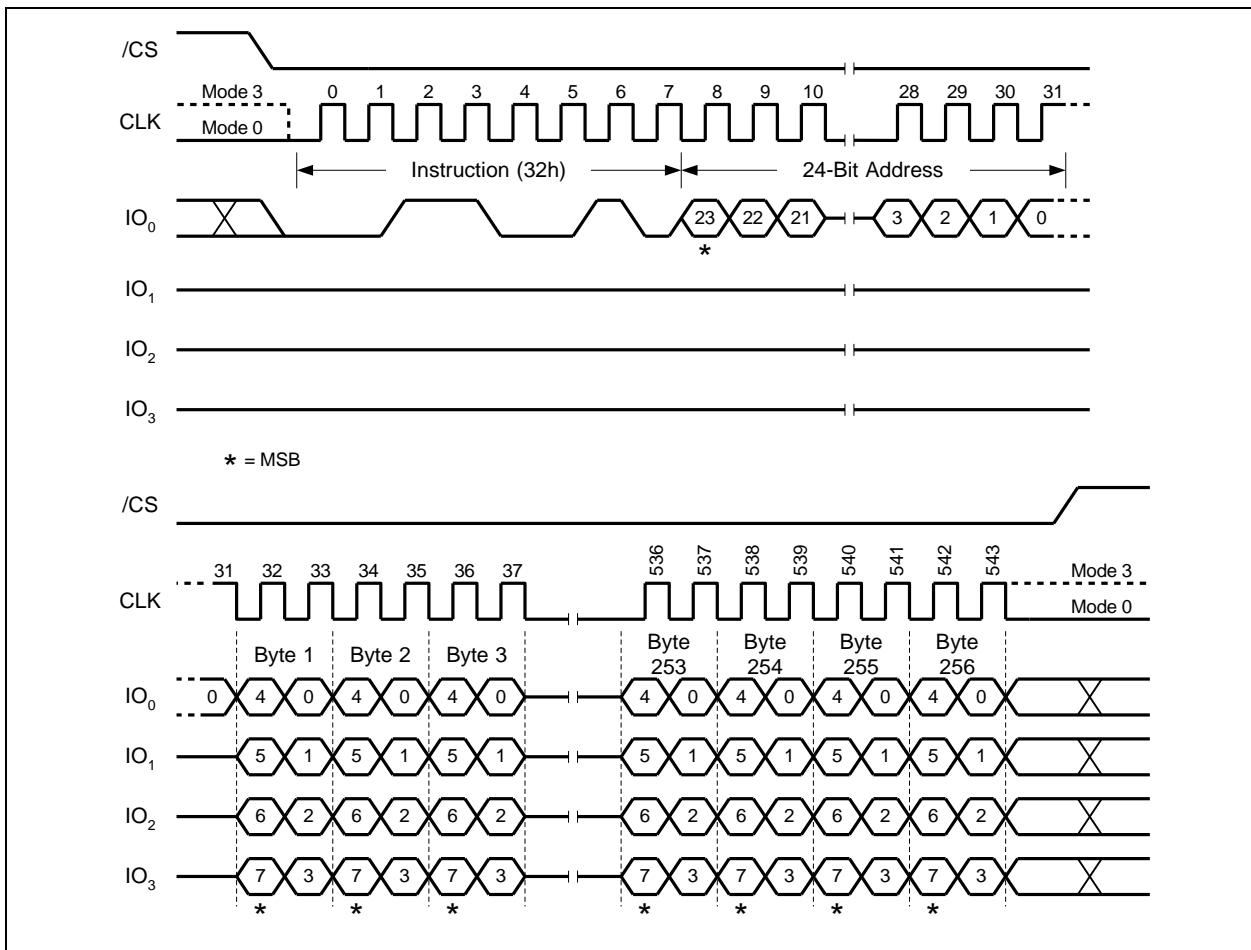 /CS
Mode 3 0 1 2 3 4 5 6 7 8 9 10 28 29 30 31
CLK
Mode 0
Instruction (32h) 24-Bit Address
IO0 23 22 21 3 2 1 0
*
IO1
IO2
IO3
* = MSB
/CS
31 32 33 34 35 36 37 536 537 538 539 540 541 542 543 Mode 3
CLK
Mode 0
Byte 1 Byte 2 Byte 3 Byte 253 Byte 254 Byte 255 Byte 256
IO0 0 4 0 4 0 4 0 4 0 4 0 4 0 4 0
IO1 5 1 5 1 5 1 5 1 5 1 5 1 5 1
IO2 6 2 6 2 6 2 6 2 6 2 6 2 6 2
IO3 7 3 7 3 7 3 7 3 7 3 7 3 7 3
* * * * * * *